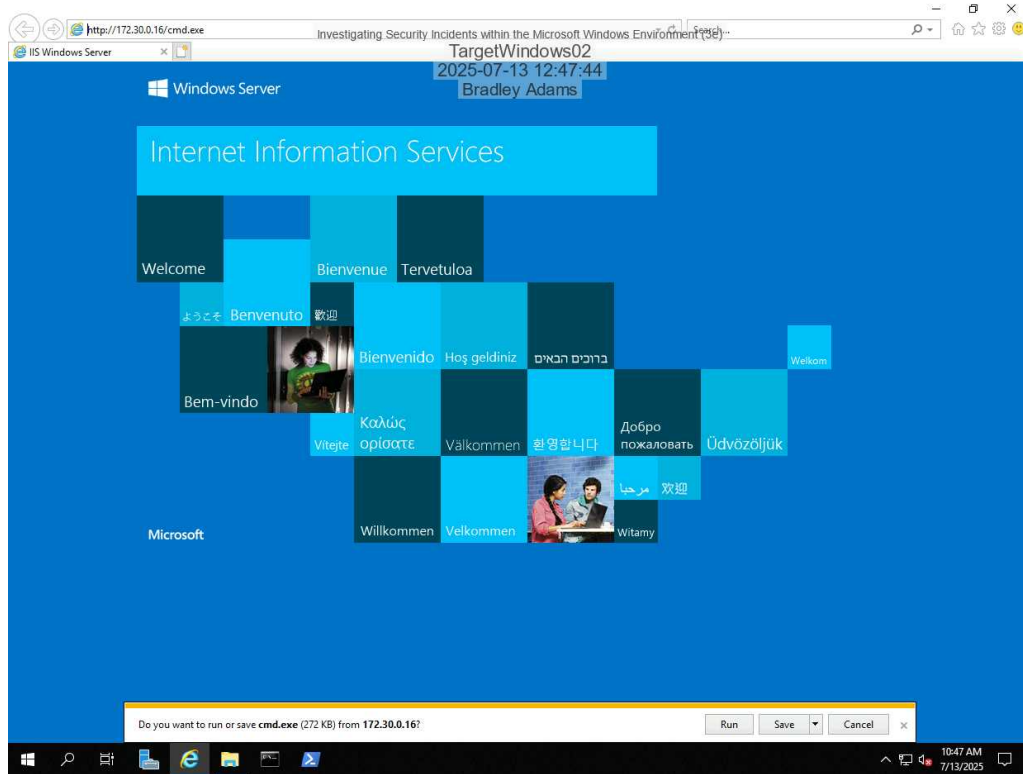 http://172.30.0.16/cmd.exe
Search...
Investigating Security Incidents within the Microsoft Windows Environment (3e)
IIS Windows Server
TargetWindows02
2025-07-13 12:47:44
Bradley Adams
Windows Server
Internet Information Services
Welcome
Bienvenue
Tervetuloa
ようこそ
Benvenuto
歡迎
Bienvenido
Hoş geldiniz
ברוכים הבאים
Welkom
Bem-vindo
Vítejte
Καλώς
ορίσατε
Välkommen
환영합니다
Добро
пожаловать
Üdvözöljük
مرحبا
欢迎
Microsoft
Willkommen
Velkommen
Witamy
Do you want to run or save cmd.exe (272 KB) from 172.30.0.16?
Run
Save
Cancel
10:47 AM
7/13/2025